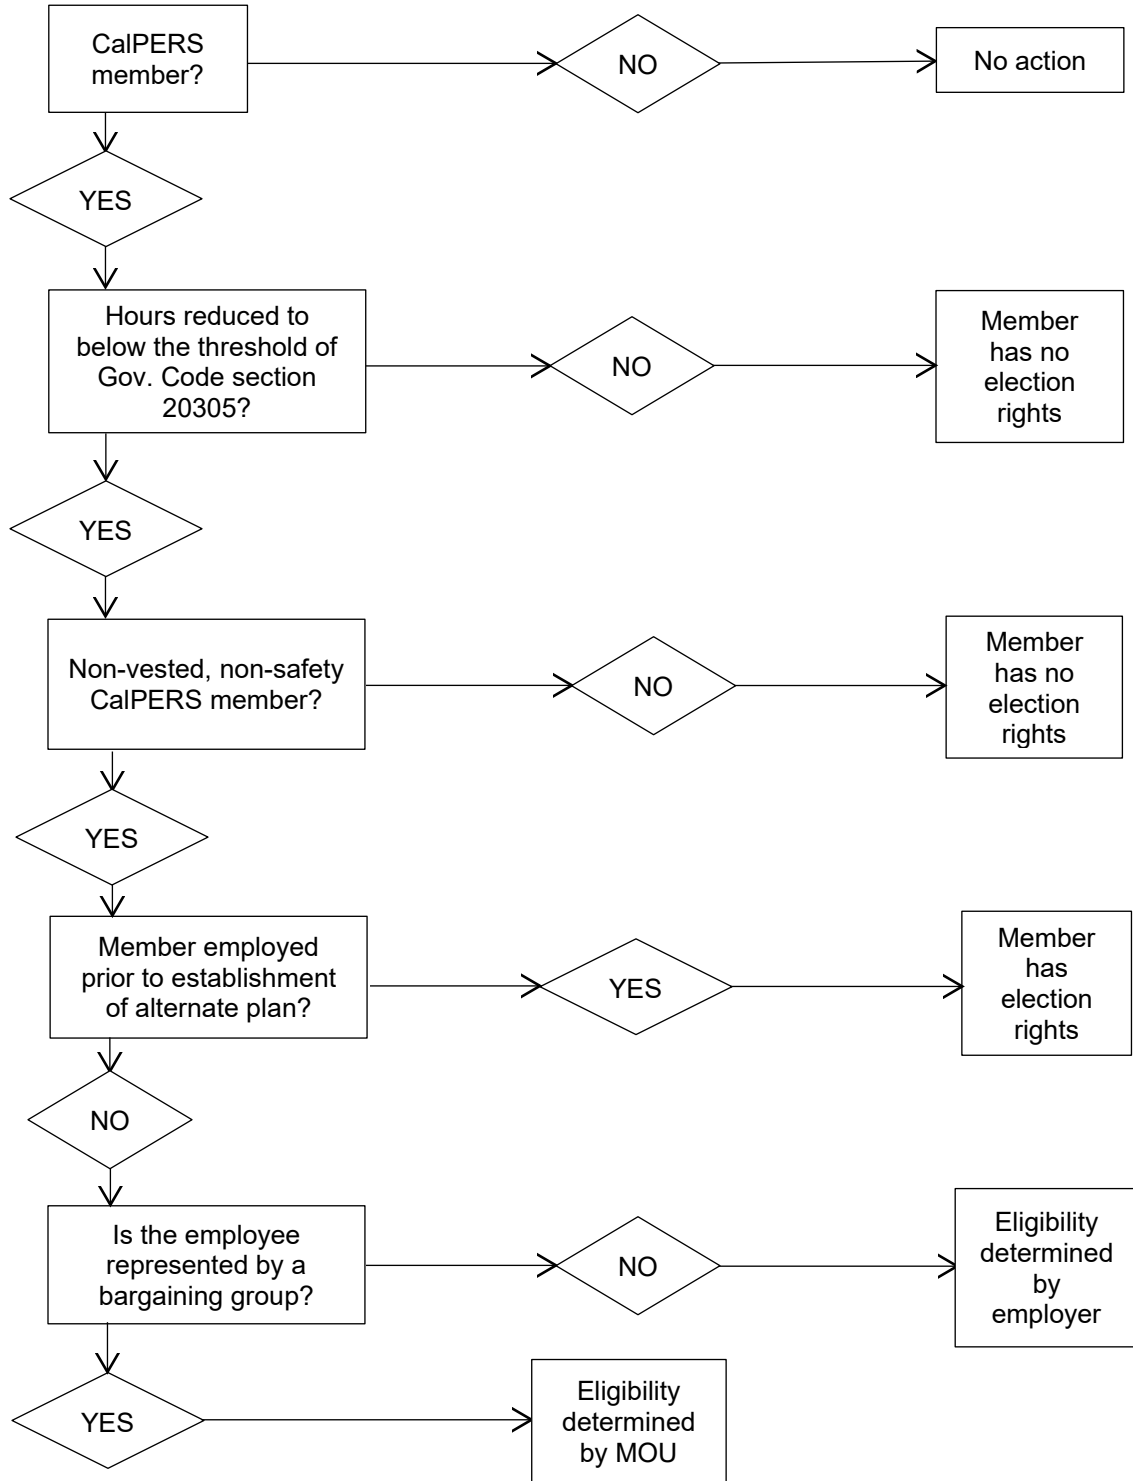 CalPERS
member?
NO
No action
YES
Hours reduced to
below the threshold of
Gov. Code section
20305?
NO
Member
has no
election
rights
YES
Non-vested, non-safety
CalPERS member?
NO
Member
has no
election
rights
YES
Member employed
prior to establishment
of alternate plan?
YES
Member
has
election
rights
NO
Is the employee
represented by a
bargaining group?
NO
Eligibility
determined
by
employer
YES
Eligibility
determined
by MOU